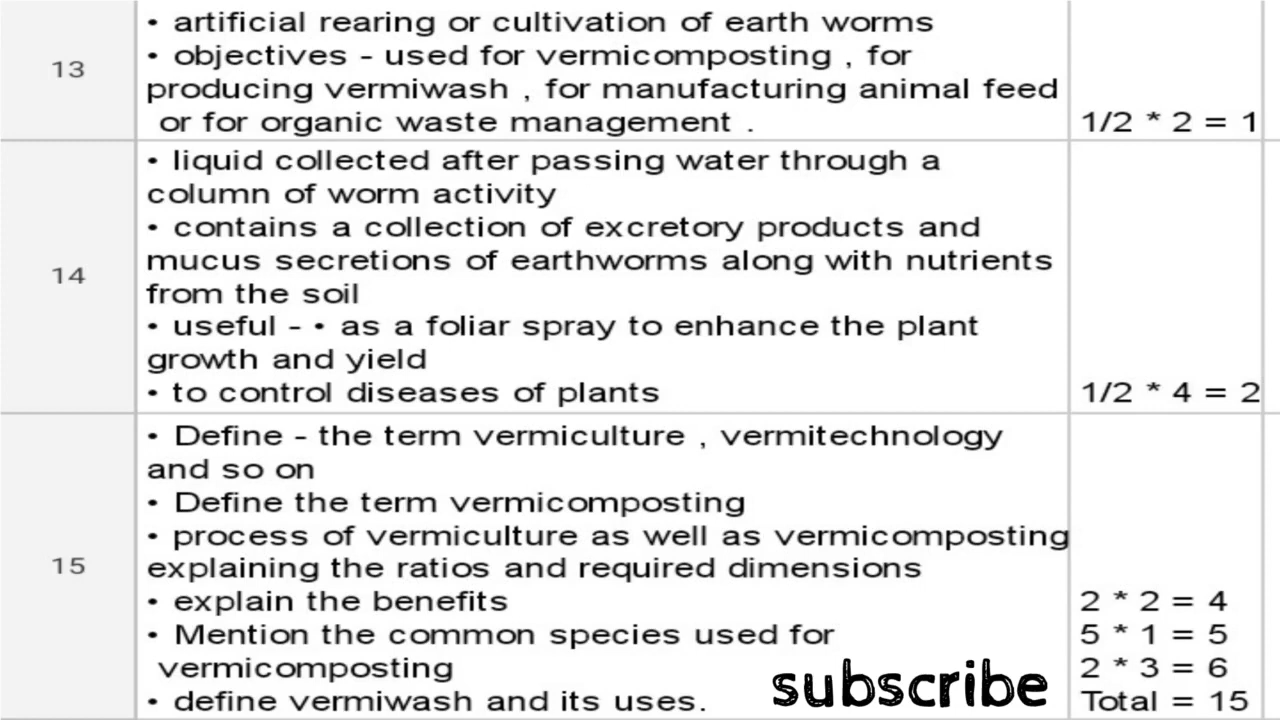 • artificial rearing or cultivation of earth worms
13
• objectives - used for vermicomposting , for
producing vermiwash , for manufacturing animal feed
or for organic waste management .
1/2 * 2 = 1
• liquid collected after passing water through a
column of worm activity
• contains a collection of excretory products and
mucus secretions of earthworms along with nutrients
14
from the soil
• useful - • as a foliar spray to enhance the plant
growth and yield
• to control diseases of plants
1/2 * 4 = 2
• Define - the term vermiculture , vermitechnology
and so on
• Define the term vermicomposting
• process of vermiculture as well as vermicomposting
15
explaining the ratios and required dimensions
• explain the benefits
2 * 2 = 4
• Mention the common species used for
5 * 1 = 5
vermicomposting
2 * 3 = 6
• define vermiwash and its uses.
Total = 15
subscribe